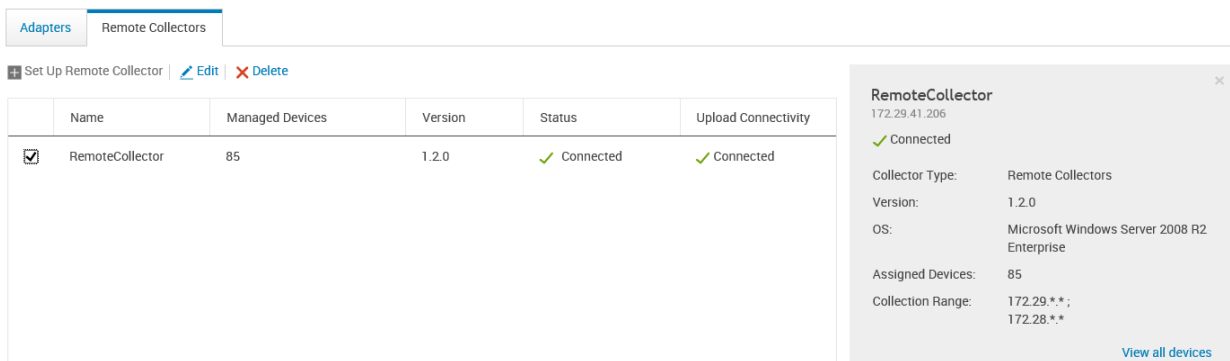 Adapters Remote Collectors
Set Up Remote Collector Edit Delete
Name Managed Devices Version Status Upload Connectivity
RemoteCollector 85 1.2.0 Connected Connected
RemoteCollector
172.29.41.206
Connected
Collector Type: Remote Collectors
Version: 1.2.0
OS: Microsoft Windows Server 2008 R2
Enterprise
Assigned Devices: 85
Collection Range: 172.29.*.* ;
172.28.*.*
View all devices